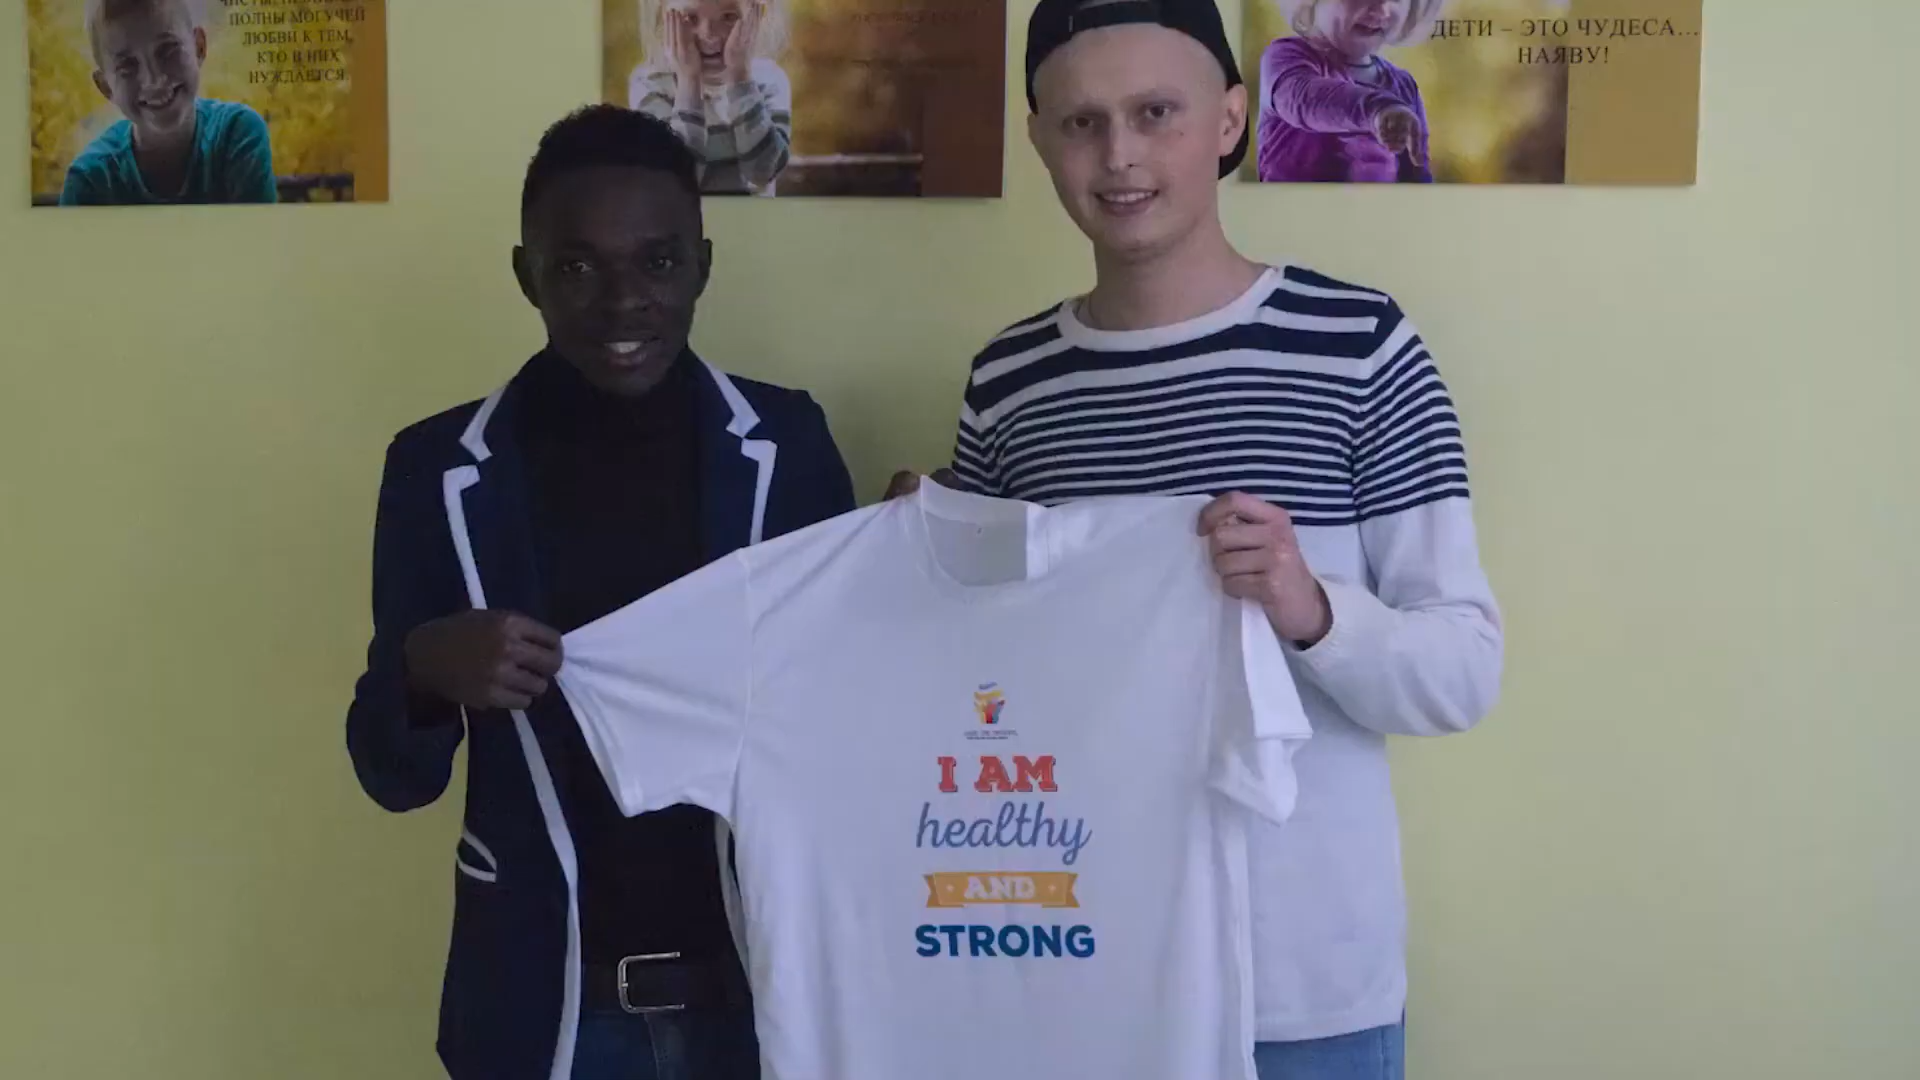 ПОЛНЫ МОГУЧЕЙ
ЛЮБВИ К ТЕМ,
КТО В НИХ
НУЖДАЕТСЯ.
ДЕТИ – ЭТО ЧУДЕСА...
НАЯВУ!
I AM
healthy
AND
STRONG